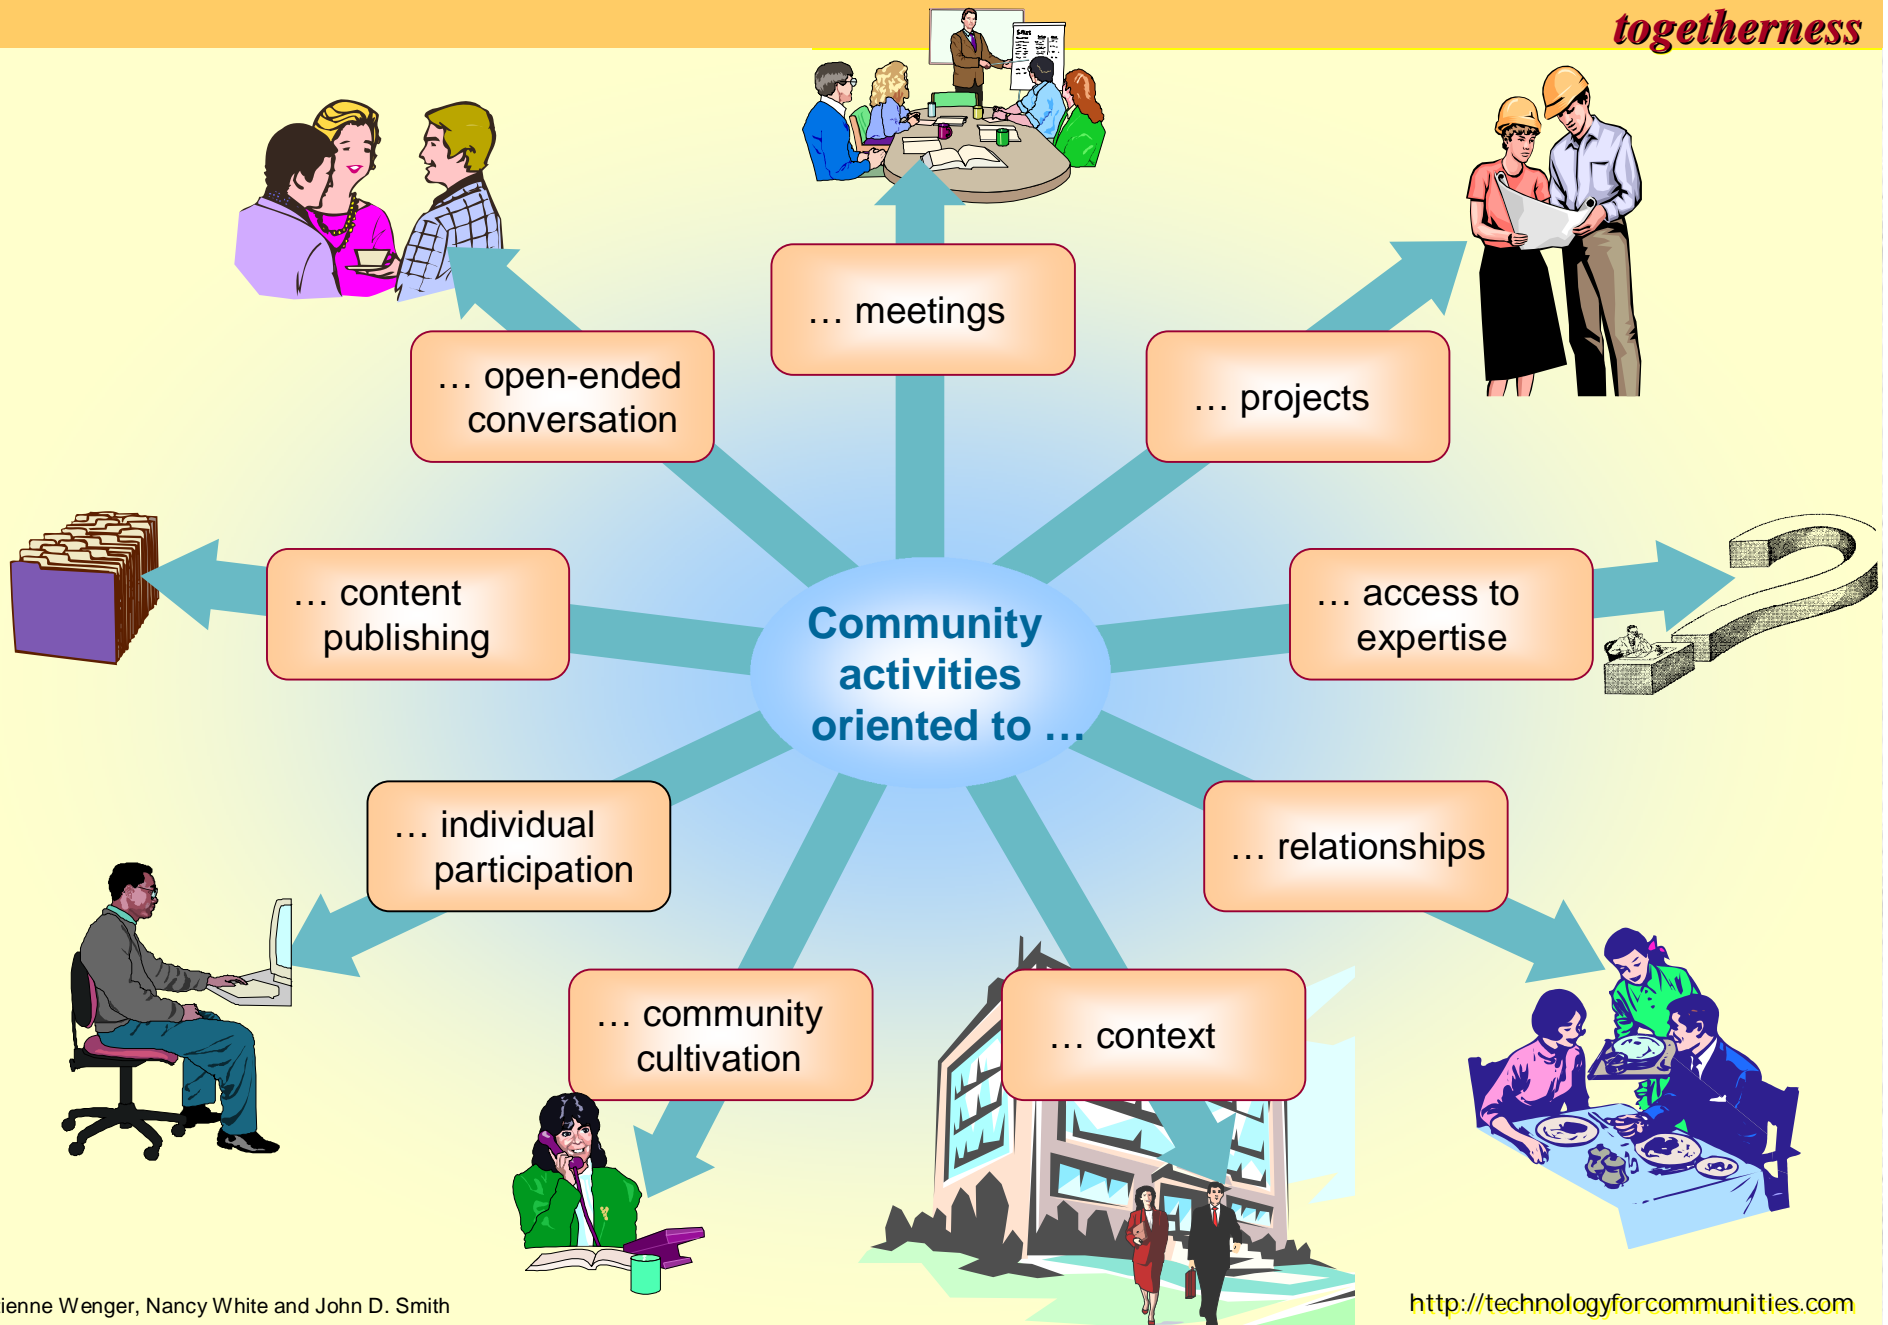 togetherness
… meetings
… open-ended
conversation
… projects
… content
publishing
… access to
expertise
Community
activities
oriented to …
… individual
participation
… relationships
… community
cultivation
… context
ienne Wenger, Nancy White and John D. Smith
http://technologyforcommunities.com